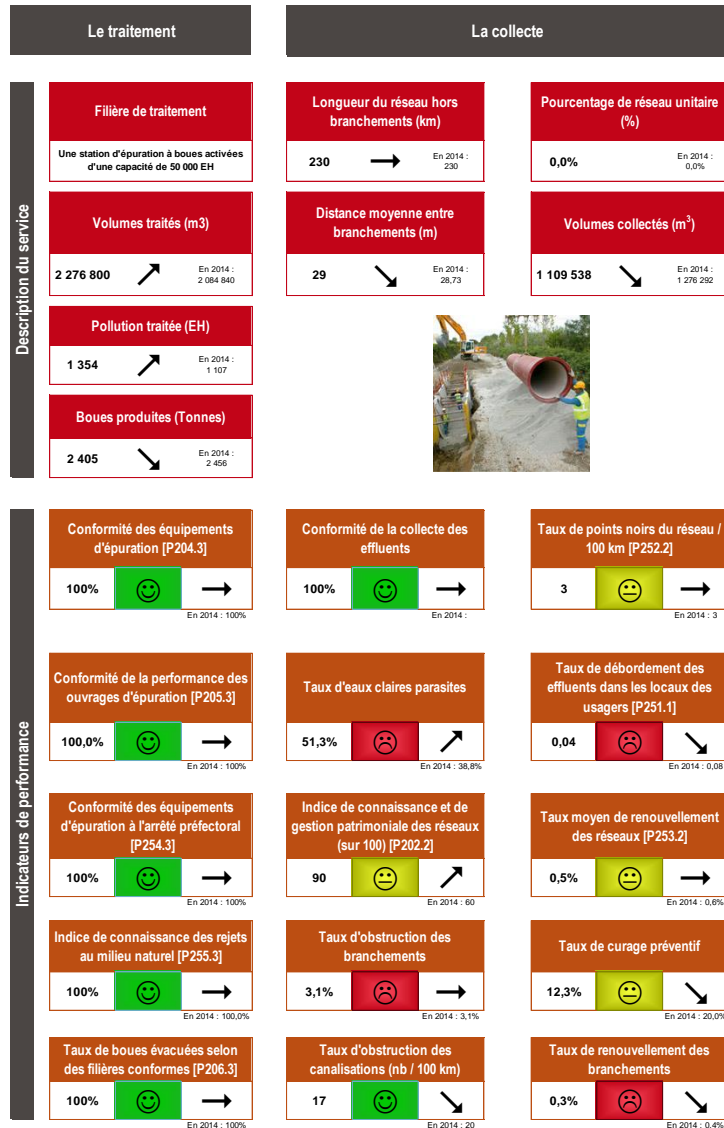 Le traitement
La collecte
Description du service
Filière de traitement
Une station d'épuration à boues activées
d'une capacité de 50 000 EH
Longueur du réseau hors
branchements (km)
230
En 2014 :
230
Pourcentage de réseau unitaire
(%)
0,0%
En 2014 :
0,0%
Volumes traités (m3)
2 276 800
En 2014 :
2 084 840
Distance moyenne entre
branchements (m)
29
En 2014 :
28,73
Volumes collectés (m³)
1 109 538
En 2014 :
1 276 292
Pollution traitée (EH)
1 354
En 2014 :
1 107
Boues produites (Tonnes)
2 405
En 2014 :
2 456
Indicateurs de performance
Conformité des équipements
d'épuration [P204.3]
100%
En 2014 : 100%
Conformité de la collecte des
effluents
100%
En 2014 :
Taux de points noirs du réseau /
100 km [P252.2]
3
En 2014 : 3
Conformité de la performance des
ouvrages d'épuration [P205.3]
100,0%
En 2014 : 100%
Taux d'eaux claires parasites
51,3%
En 2014 : 38,8%
Taux de débordement des
effluents dans les locaux des
usagers [P251.1]
0,04
En 2014 : 0,08
Conformité des équipements
d'épuration à l'arrêté préfectoral
[P254.3]
100%
En 2014 : 100%
Indice de connaissance et de
gestion patrimoniale des réseaux
(sur 100) [P202.2]
90
En 2014 : 60
Taux moyen de renouvellement
des réseaux [P253.2]
0,5%
En 2014 : 0,6%
Indice de connaissance des rejets
au milieu naturel [P255.3]
100%
En 2014 : 100,0%
Taux d'obstruction des
branchements
3,1%
En 2014 : 3,1%
Taux de curage préventif
12,3%
En 2014 : 20,0%
Taux de boues évacuées selon
des filières conformes [P206.3]
100%
En 2014 : 100%
Taux d'obstruction des
canalisations (nb / 100 km)
17
En 2014 : 20
Taux de renouvellement des
branchements
0,3%
En 2014 : 0,4%